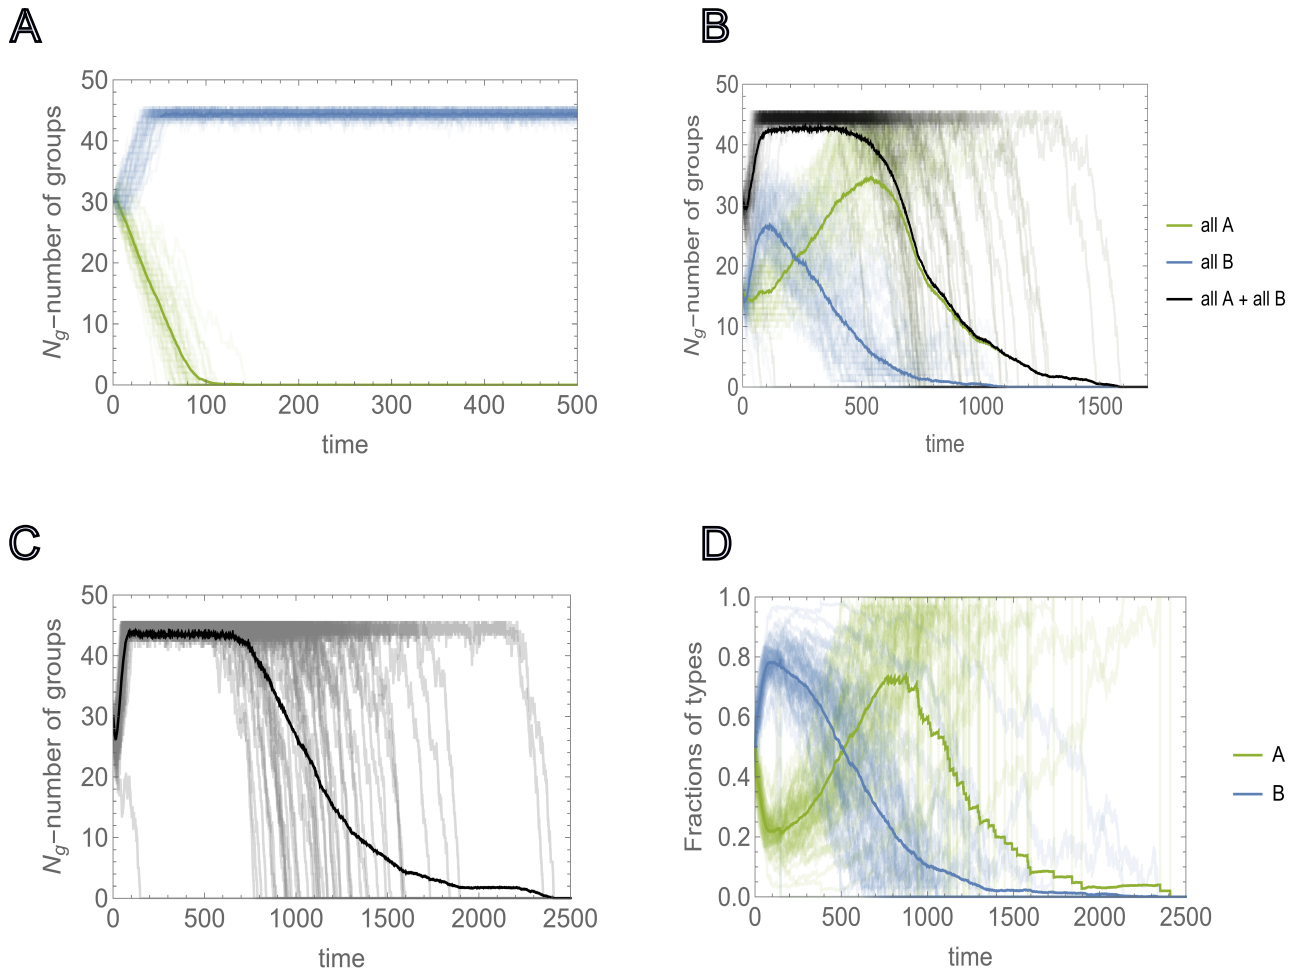 A
B
50
40
30
20
10
0
N_g−number of groups
0 100 200 300 400 500
time
50
40
30
20
10
0
N_g−number of groups
0 500 1000 1500
time
all A
all B
all A + all B
C
D
50
40
30
20
10
0
N_g−number of groups
0 500 1000 1500 2000 2500
time
1.0
0.8
0.6
0.4
0.2
0.0
Fractions of types
0 500 1000 1500 2000 2500
time
A
B